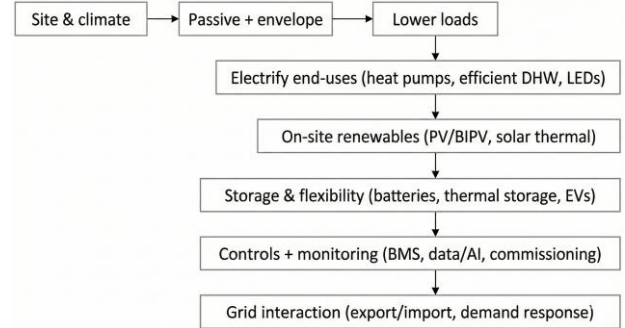 Site & climate
Passive + envelope
Lower loads
Electrify end-uses (heat pumps, efficient DHW, LEDs)
On-site renewables (PV/BIPV, solar thermal)
Storage & flexibility (batteries, thermal storage, EVs)
Controls + monitoring (BMS, data/AI, commissioning)
Grid interaction (export/import, demand response)